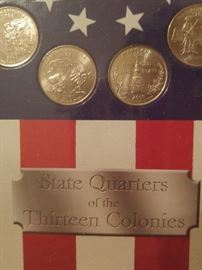 State Quarters
of the
Thirteen Colonies